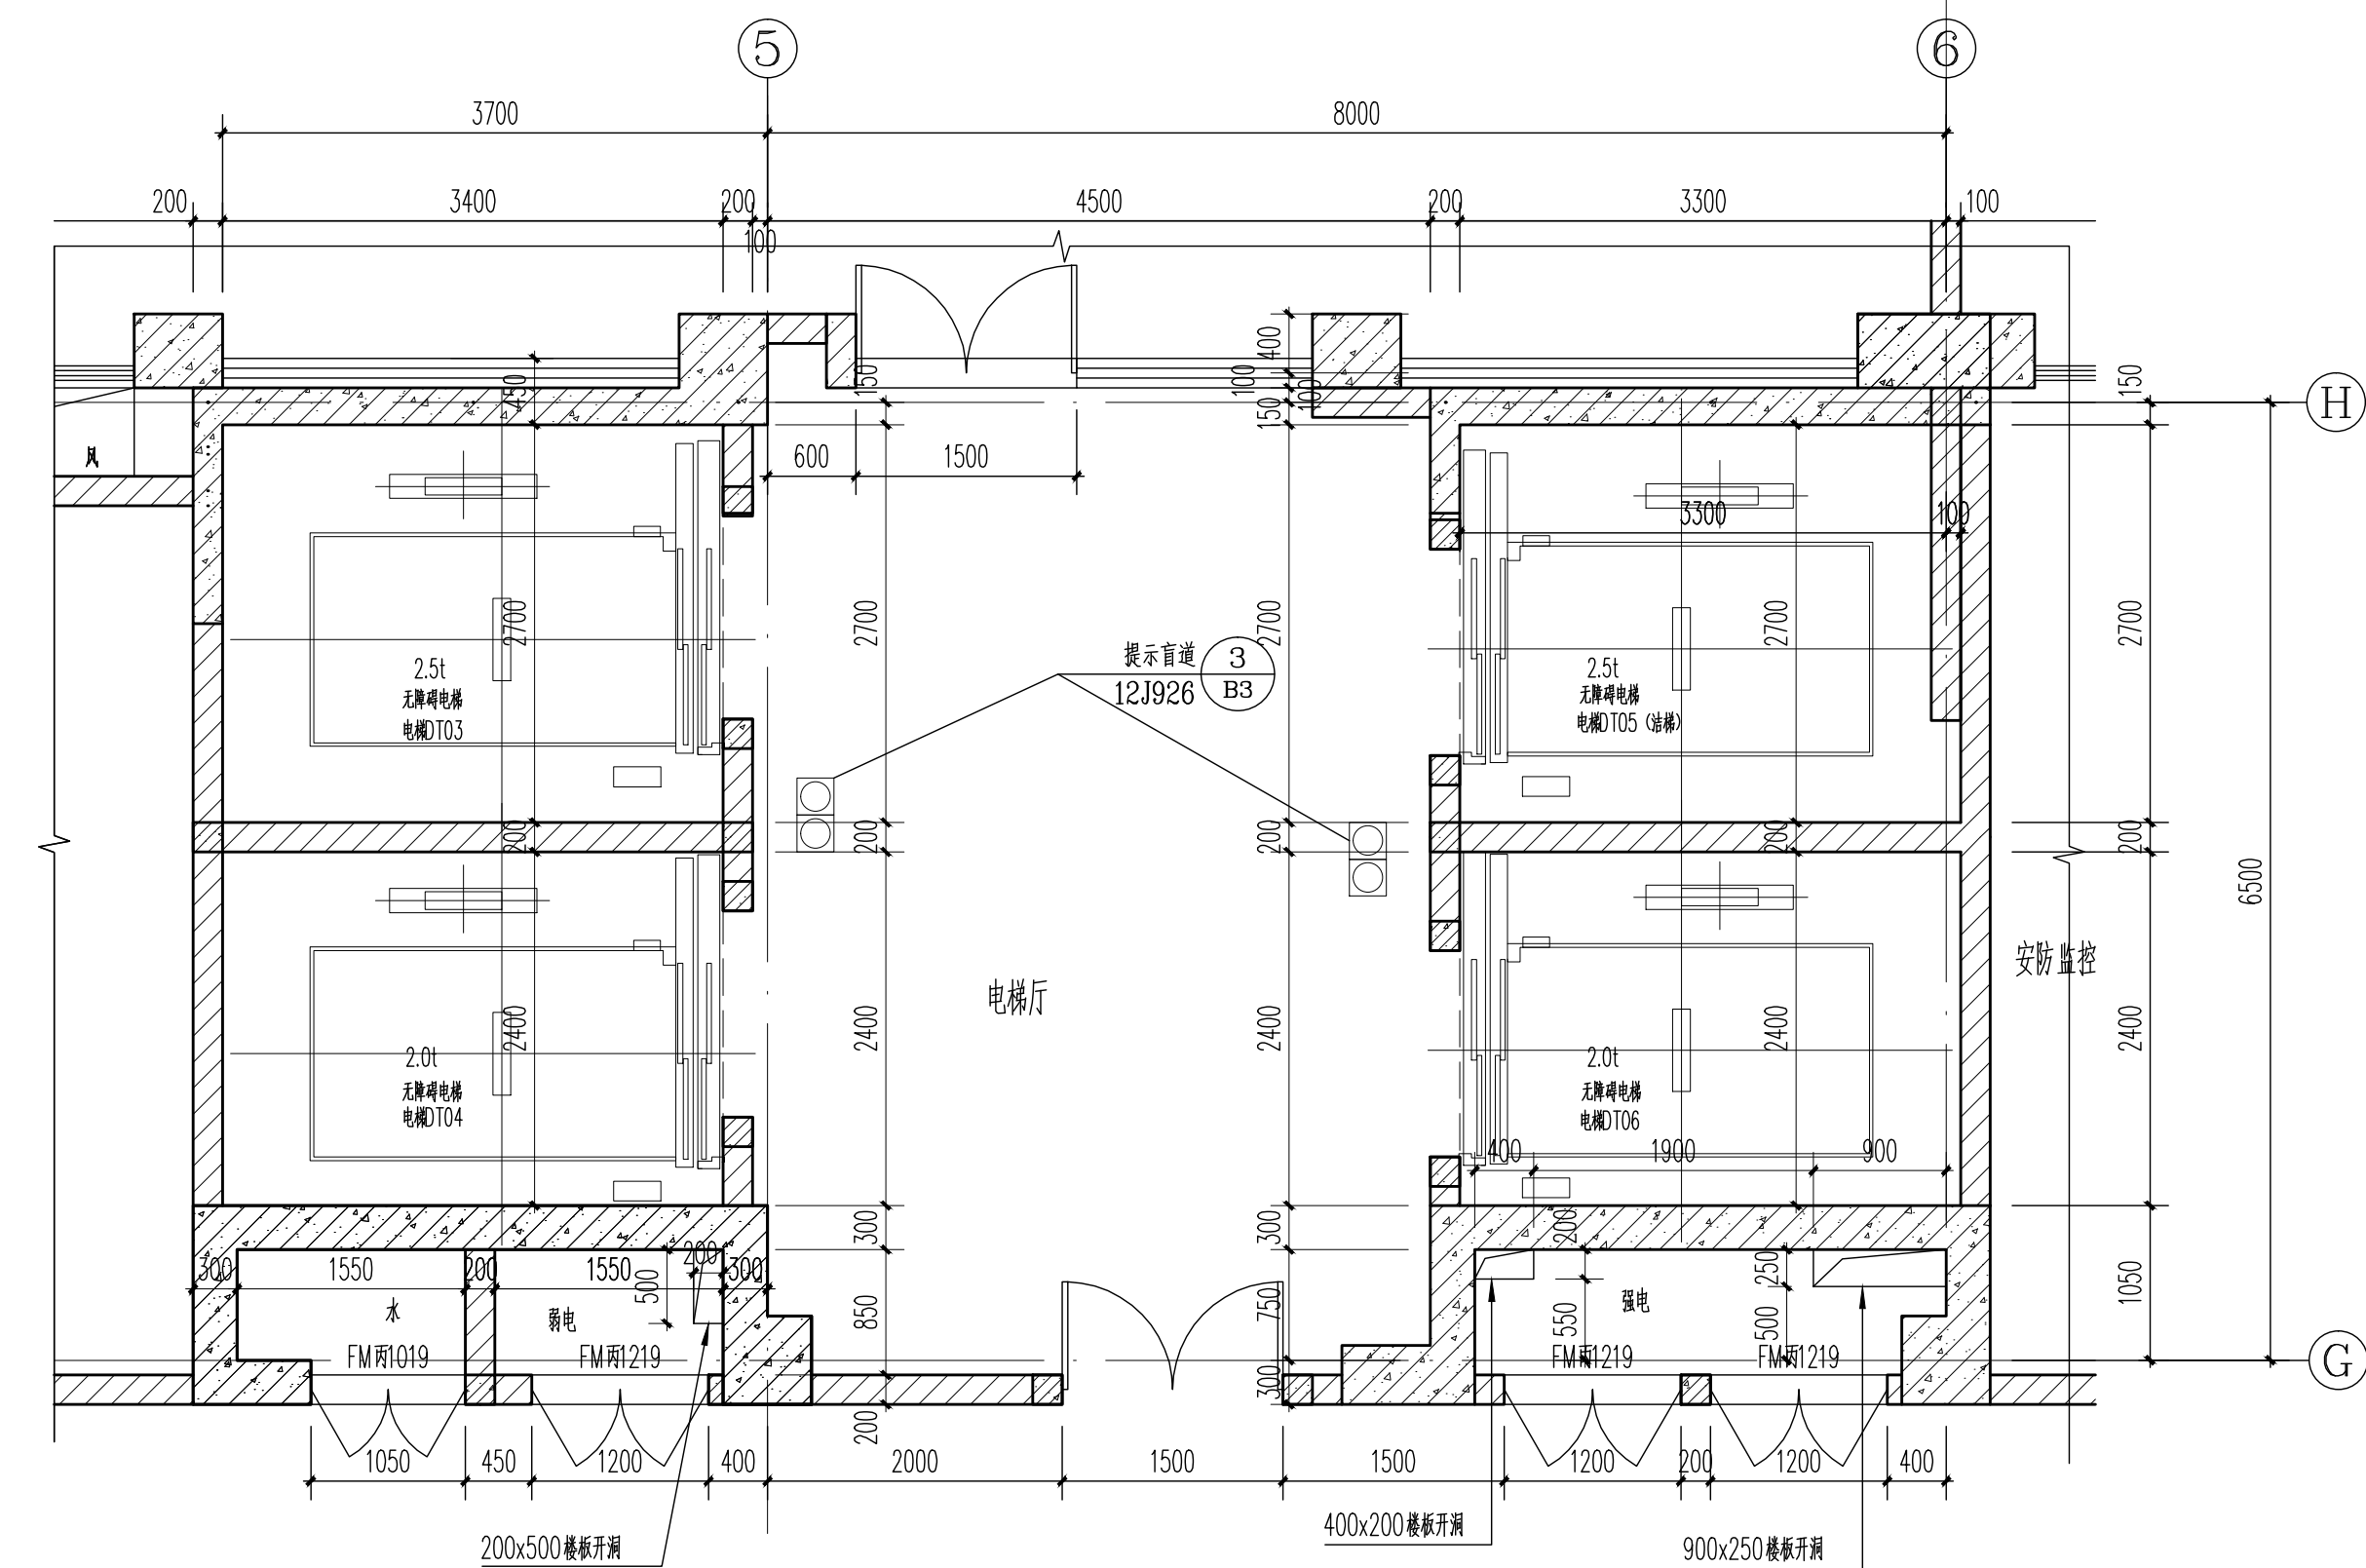 5
6
3700
8000
200
3400
200
4500
200
3300
100
100
400
450
150
100
100
150
150
H
风
600
1500
3300
100
2700
2700
2700
2700
2700
提示盲道
12J926
3
B3
2.5t
无障碍电梯
电梯DT03
2.5t
无障碍电梯
电梯DT05（洁梯）
200
200
200
200
200
6500
安防监控
电梯厅
2400
2400
2400
2400
2400
2.0t
无障碍电梯
电梯DT04
2.0t
无障碍电梯
电梯DT06
400
1900
900
300
300
200
300
1550
200
1550
200
300
500
250
1050
水
弱电
850
750
550
强电
500
FM丙1019
FM丙1219
FM丙1219
FM丙1219
G
300
200
1050
450
1200
400
2000
1500
1500
1200
200
1200
400
200x500楼板开洞
400x200楼板开洞
900x250楼板开洞